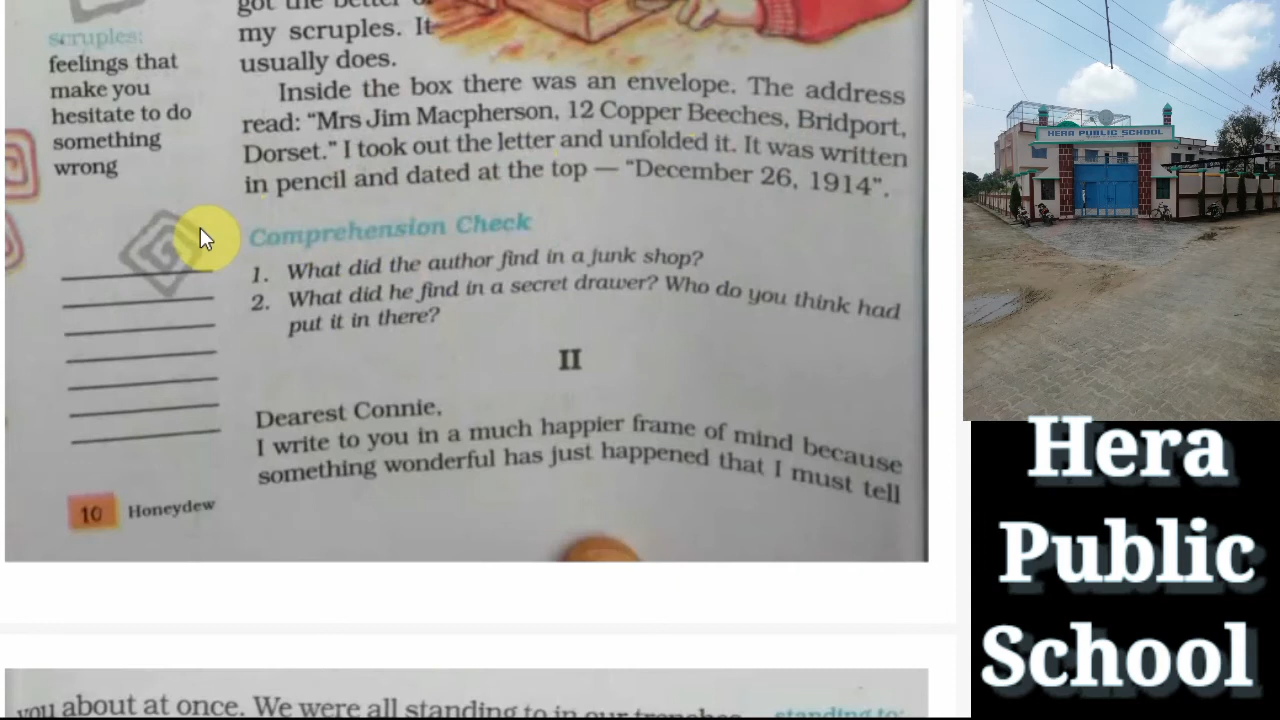 my scruples. It
usually does.
scruples:
feelings that
make you
hesitate to do
something
wrong
Inside the box there was an envelope. The address
read: “Mrs Jim Macpherson, 12 Copper Beeches, Bridport,
Dorset.” I took out the letter and unfolded it. It was written
in pencil and dated at the top — “December 26, 1914”.
Comprehension Check
1. What did the author find in a junk shop?
2. What did he find in a secret drawer? Who do you think had
put it in there?
II
Dearest Connie,
I write to you in a much happier frame of mind because
something wonderful has just happened that I must tell
10 Honeydew
you about at once. We were all standing to in our trenches
standing to:
HERA PUBLIC SCHOOL
Hera
Public
School